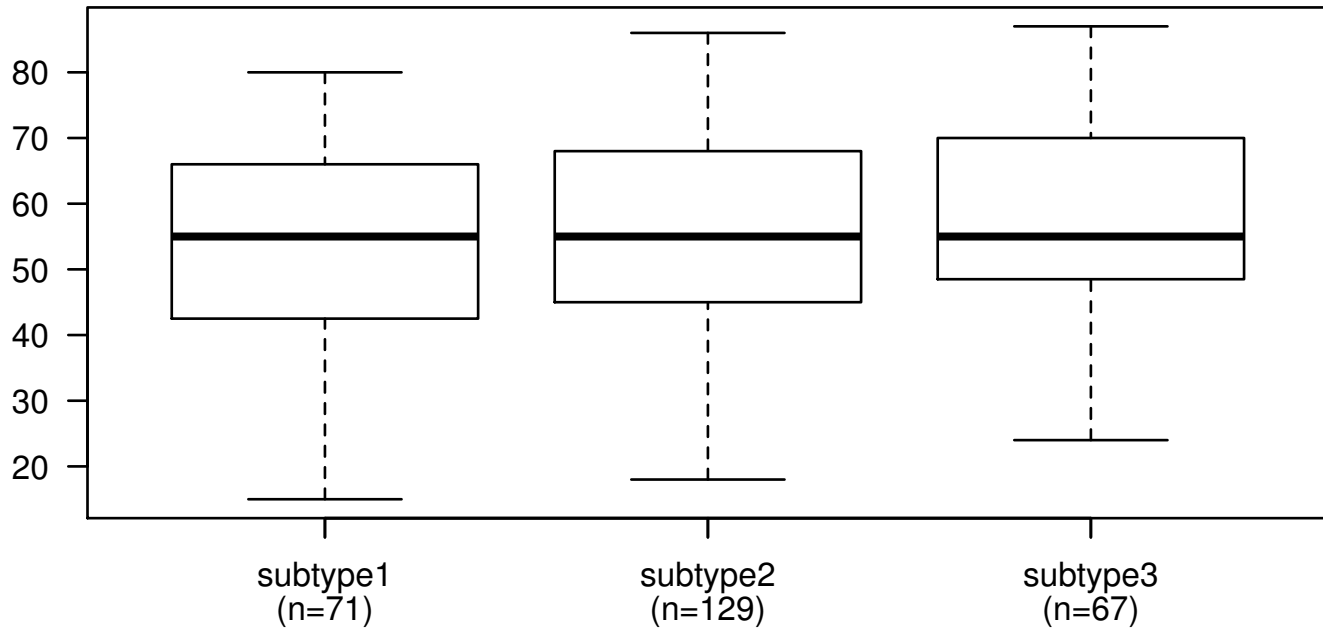 80
70
60
50
40
30
20
subtype1
(n=71)
subtype2
(n=129)
subtype3
(n=67)